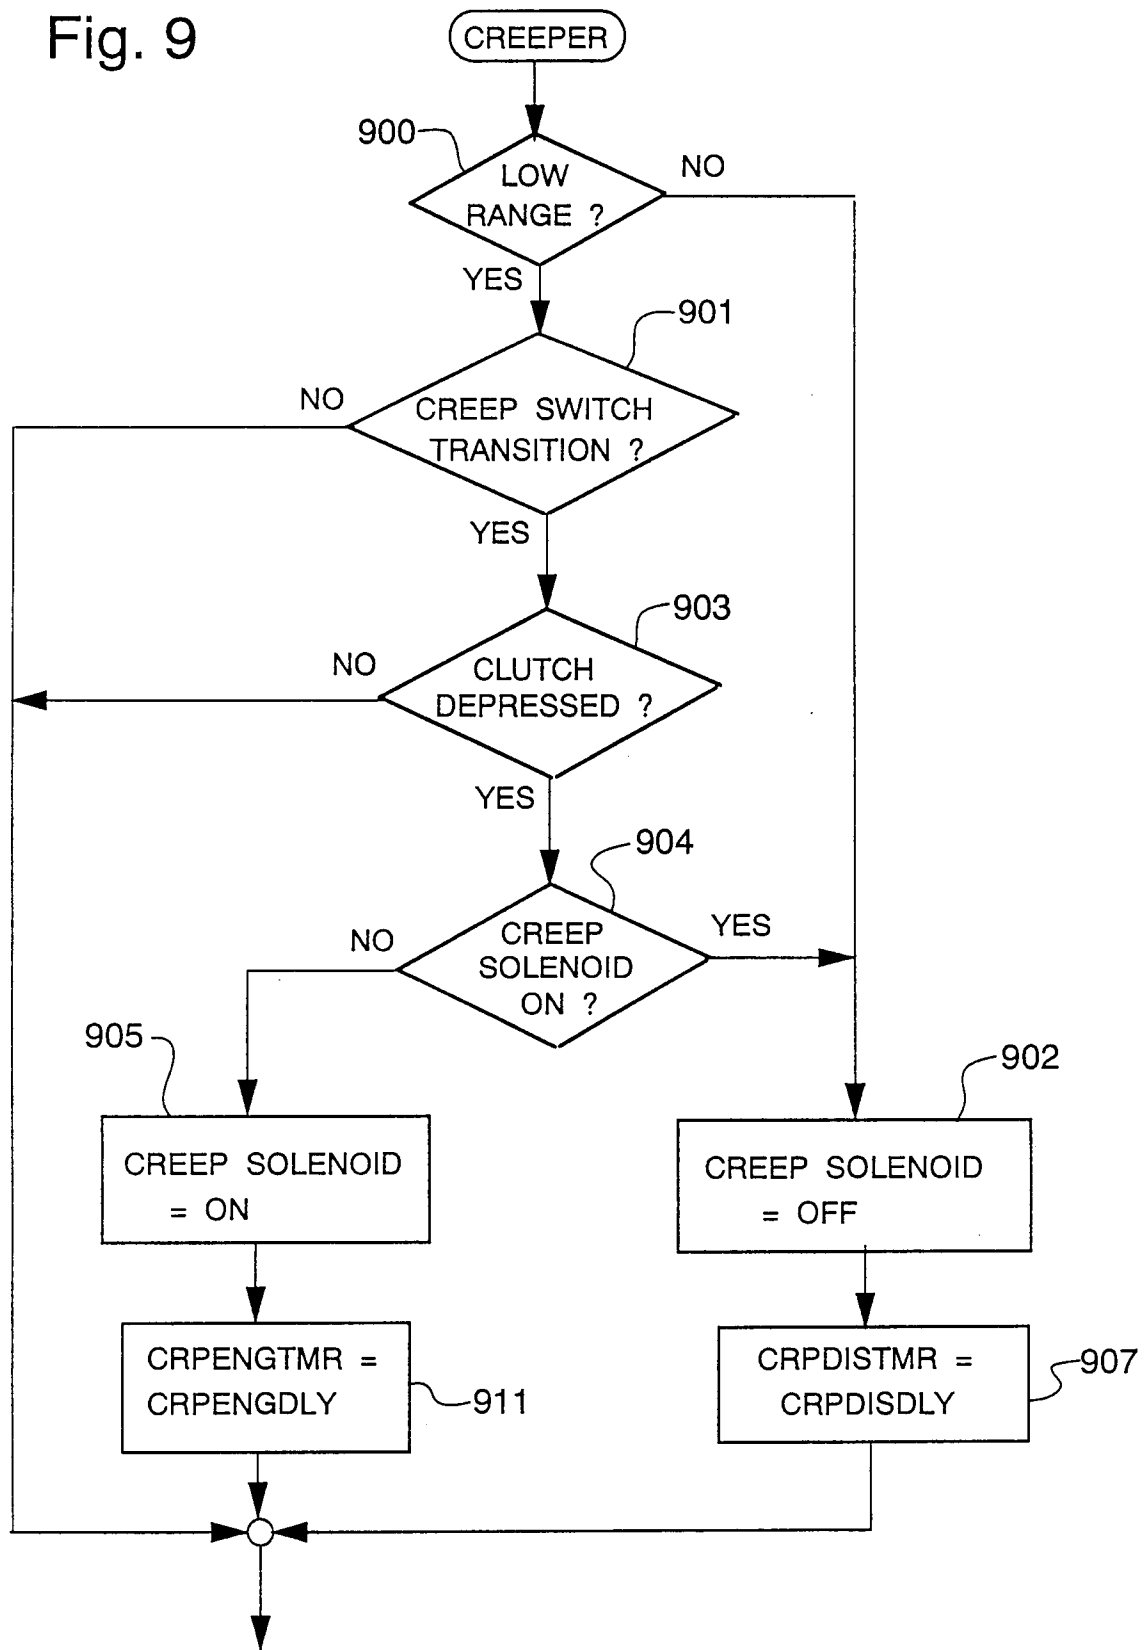 Fig. 9
CREEPER
900
LOW
RANGE ?
NO
YES
901
NO
CREEP SWITCH
TRANSITION ?
YES
903
NO
CLUTCH
DEPRESSED ?
YES
904
NO
CREEP
SOLENOID
ON ?
YES
905
902
CREEP SOLENOID
= ON
CREEP SOLENOID
= OFF
CRPENGTMR =
CRPENGDLY
911
CRPDISTMR =
CRPDISDLY
907